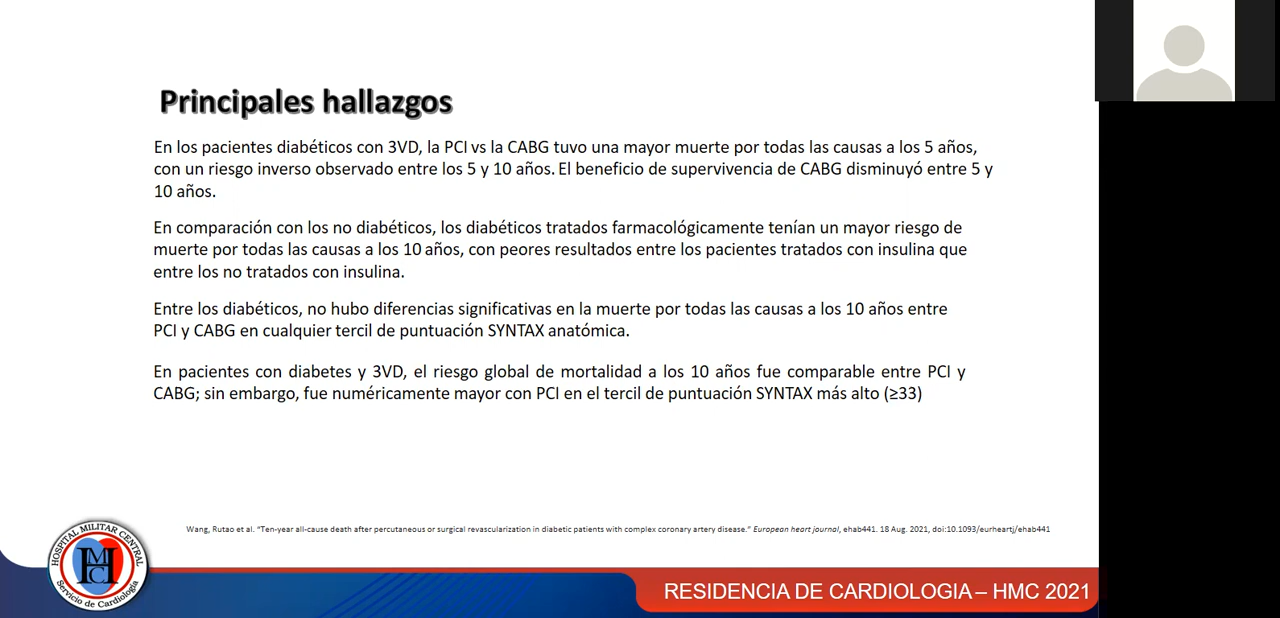 Principales hallazgos
En los pacientes diabéticos con 3VD, la PCI vs la CABG tuvo una mayor muerte por todas las causas a los 5 años,
con un riesgo inverso observado entre los 5 y 10 años. El beneficio de supervivencia de CABG disminuyó entre 5 y
10 años.
En comparación con los no diabéticos, los diabéticos tratados farmacológicamente tenían un mayor riesgo de
muerte por todas las causas a los 10 años, con peores resultados entre los pacientes tratados con insulina que
entre los no tratados con insulina.
Entre los diabéticos, no hubo diferencias significativas en la muerte por todas las causas a los 10 años entre
PCI y CABG en cualquier tercil de puntuación SYNTAX anatómica.
En pacientes con diabetes y 3VD, el riesgo global de mortalidad a los 10 años fue comparable entre PCI y
CABG; sin embargo, fue numéricamente mayor con PCI en el tercil de puntuación SYNTAX más alto (≥33)
Wang, Rutao et al. “Ten-year all-cause death after percutaneous or surgical revascularization in diabetic patients with complex coronary artery disease.” European heart journal, ehab441. 18 Aug. 2021, doi:10.1093/eurheartj/ehab441
HOSPITAL MILITAR CENTRAL
HMC
Servicio de Cardiología
RESIDENCIA DE CARDIOLOGIA – HMC 2021